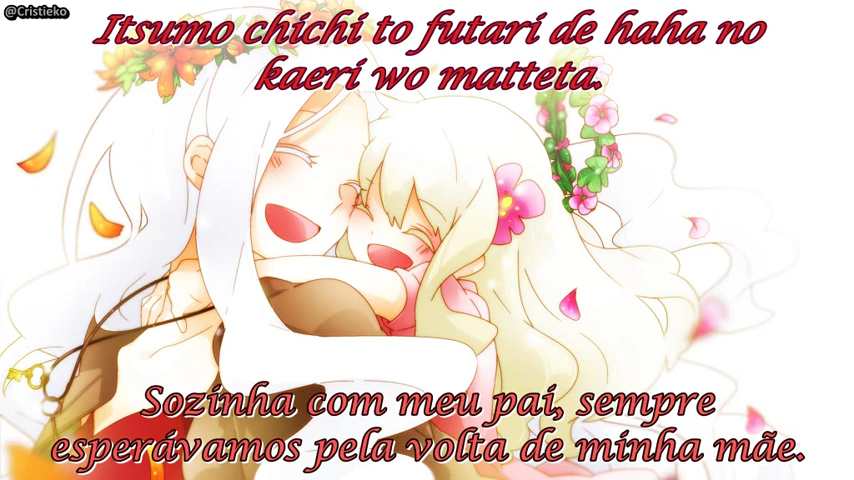 @Cristieko
Itsumo chichi to futari de haha no
kaeri wo matteta.
Sozinha com meu pai, sempre
esperávamos pela volta de minha mãe.